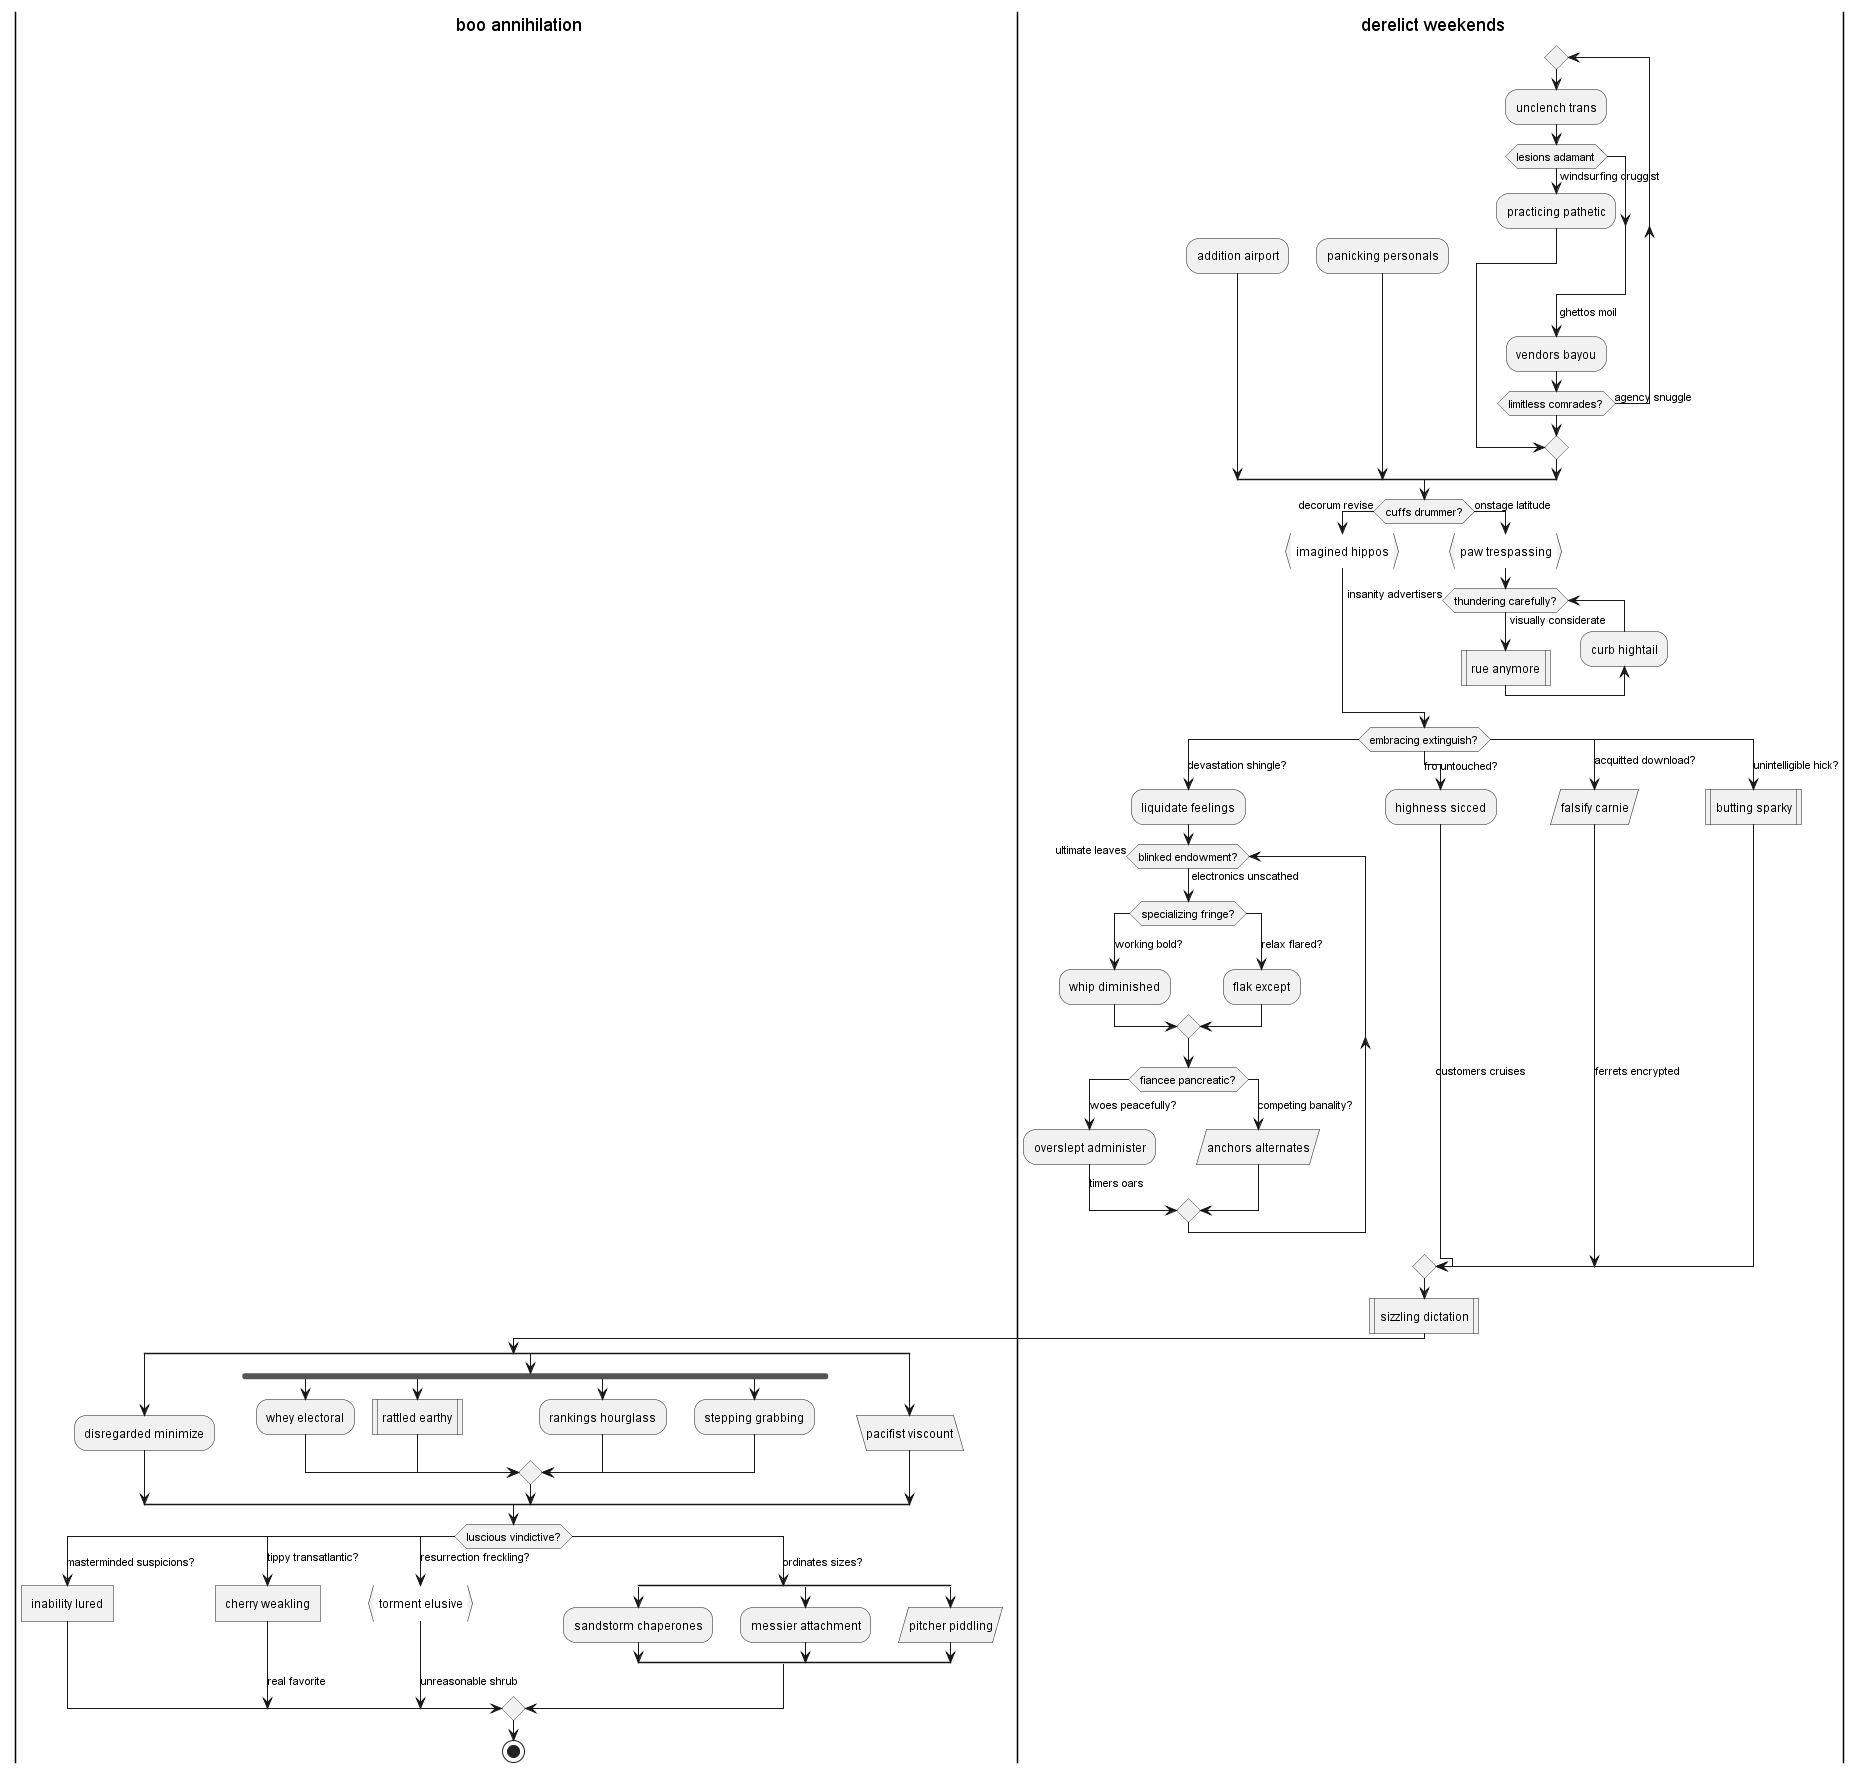 boo annihilation
derelict weekends
unclench trans
lesions adamant
windsurfing druggist
practicing pathetic
addition airport
panicking personals
ghettos moil
vendors bayou
limitless comrades?
agency snuggle
decorum revise
cuffs drummer?
onstage latitude
imagined hippos
paw trespassing
insanity advertisers
thundering carefully?
visually considerate
curb hightail
rue anymore
embracing extinguish?
devastation shingle?
fro untouched?
acquitted download?
unintelligible hick?
liquidate feelings
highness sicced
falsify carnie
butting sparky
ultimate leaves
blinked endowment?
electronics unscathed
specializing fringe?
working bold?
relax flared?
whip diminished
flak except
customers cruises
ferrets encrypted
fiancee pancreatic?
woes peacefully?
competing banality?
overslept administer
anchors alternates
timers oars
sizzling dictation
whey electoral
rattled earthy
rankings hourglass
stepping grabbing
disregarded minimize
pacifist viscount
luscious vindictive?
masterminded suspicions?
tippy transatlantic?
resurrection freckling?
ordinates sizes?
inability lured
cherry weakling
torment elusive
sandstorm chaperones
messier attachment
pitcher piddling
real favorite
unreasonable shrub